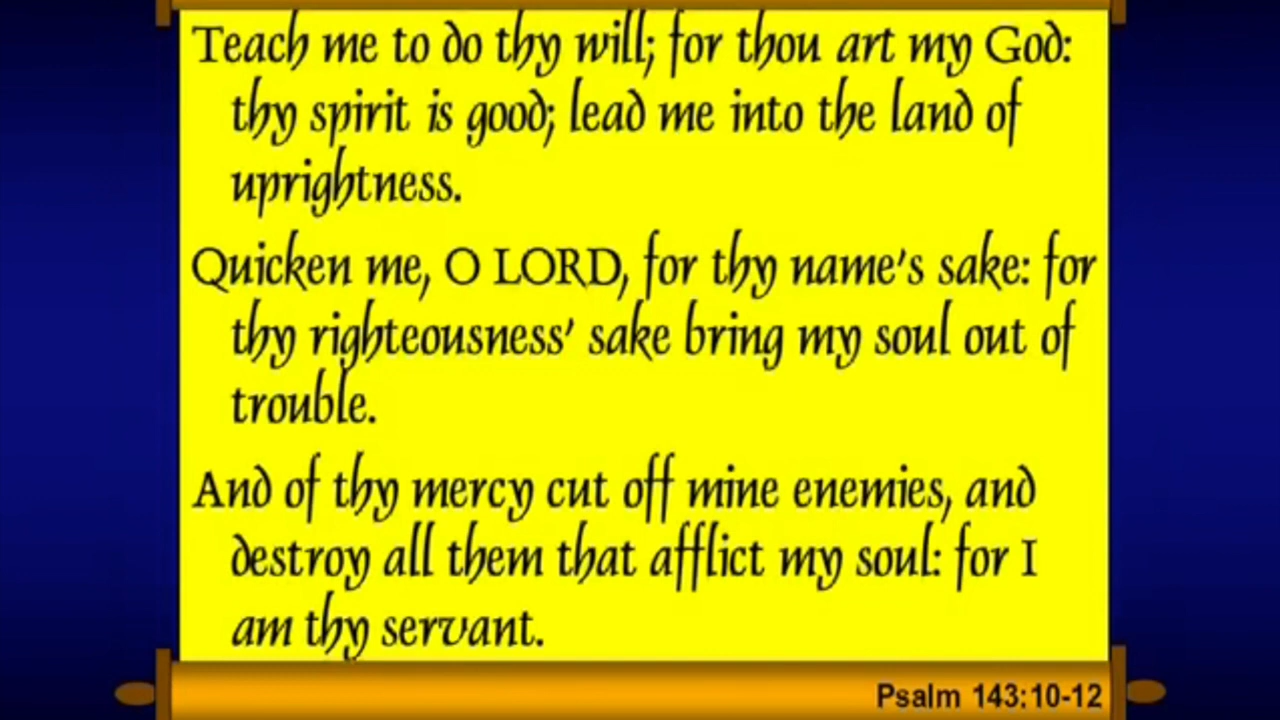 Teach me to do thy will; for thou art my God:
thy spirit is good; lead me into the land of
uprightness.
Quicken me, O LORD, for thy name's sake: for
thy righteousness' sake bring my soul out of
trouble.
And of thy mercy cut off mine enemies, and
destroy all them that afflict my soul: for I
am thy servant.
Psalm 143:10-12